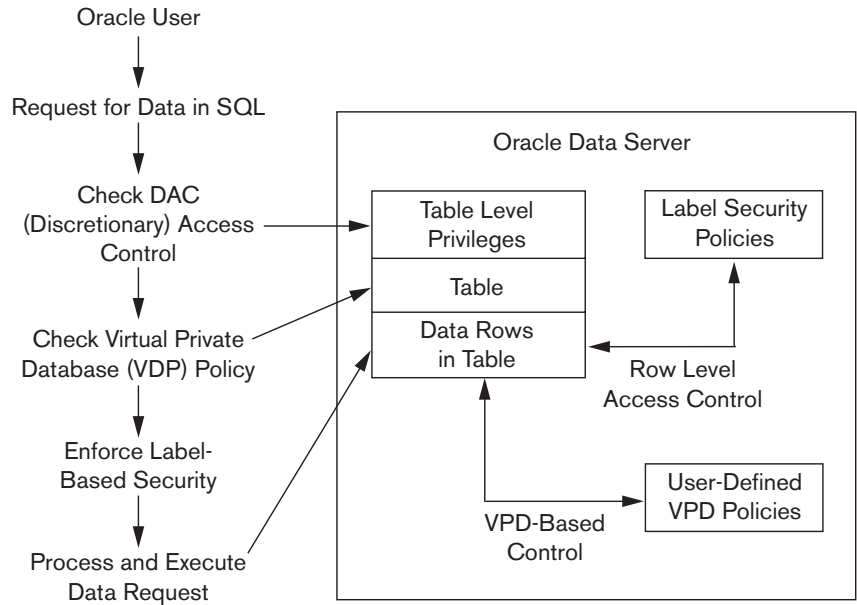 Oracle User
Request for Data in SQL
Check DAC
(Discretionary) Access
Control
Check Virtual Private
Database (VDP) Policy
Enforce Label-
Based Security
Process and Execute
Data Request
Oracle Data Server
Table Level
Privileges
Table
Data Rows
in Table
Label Security
Policies
Row Level
Access Control
User-Defined
VPD Policies
VPD-Based
Control